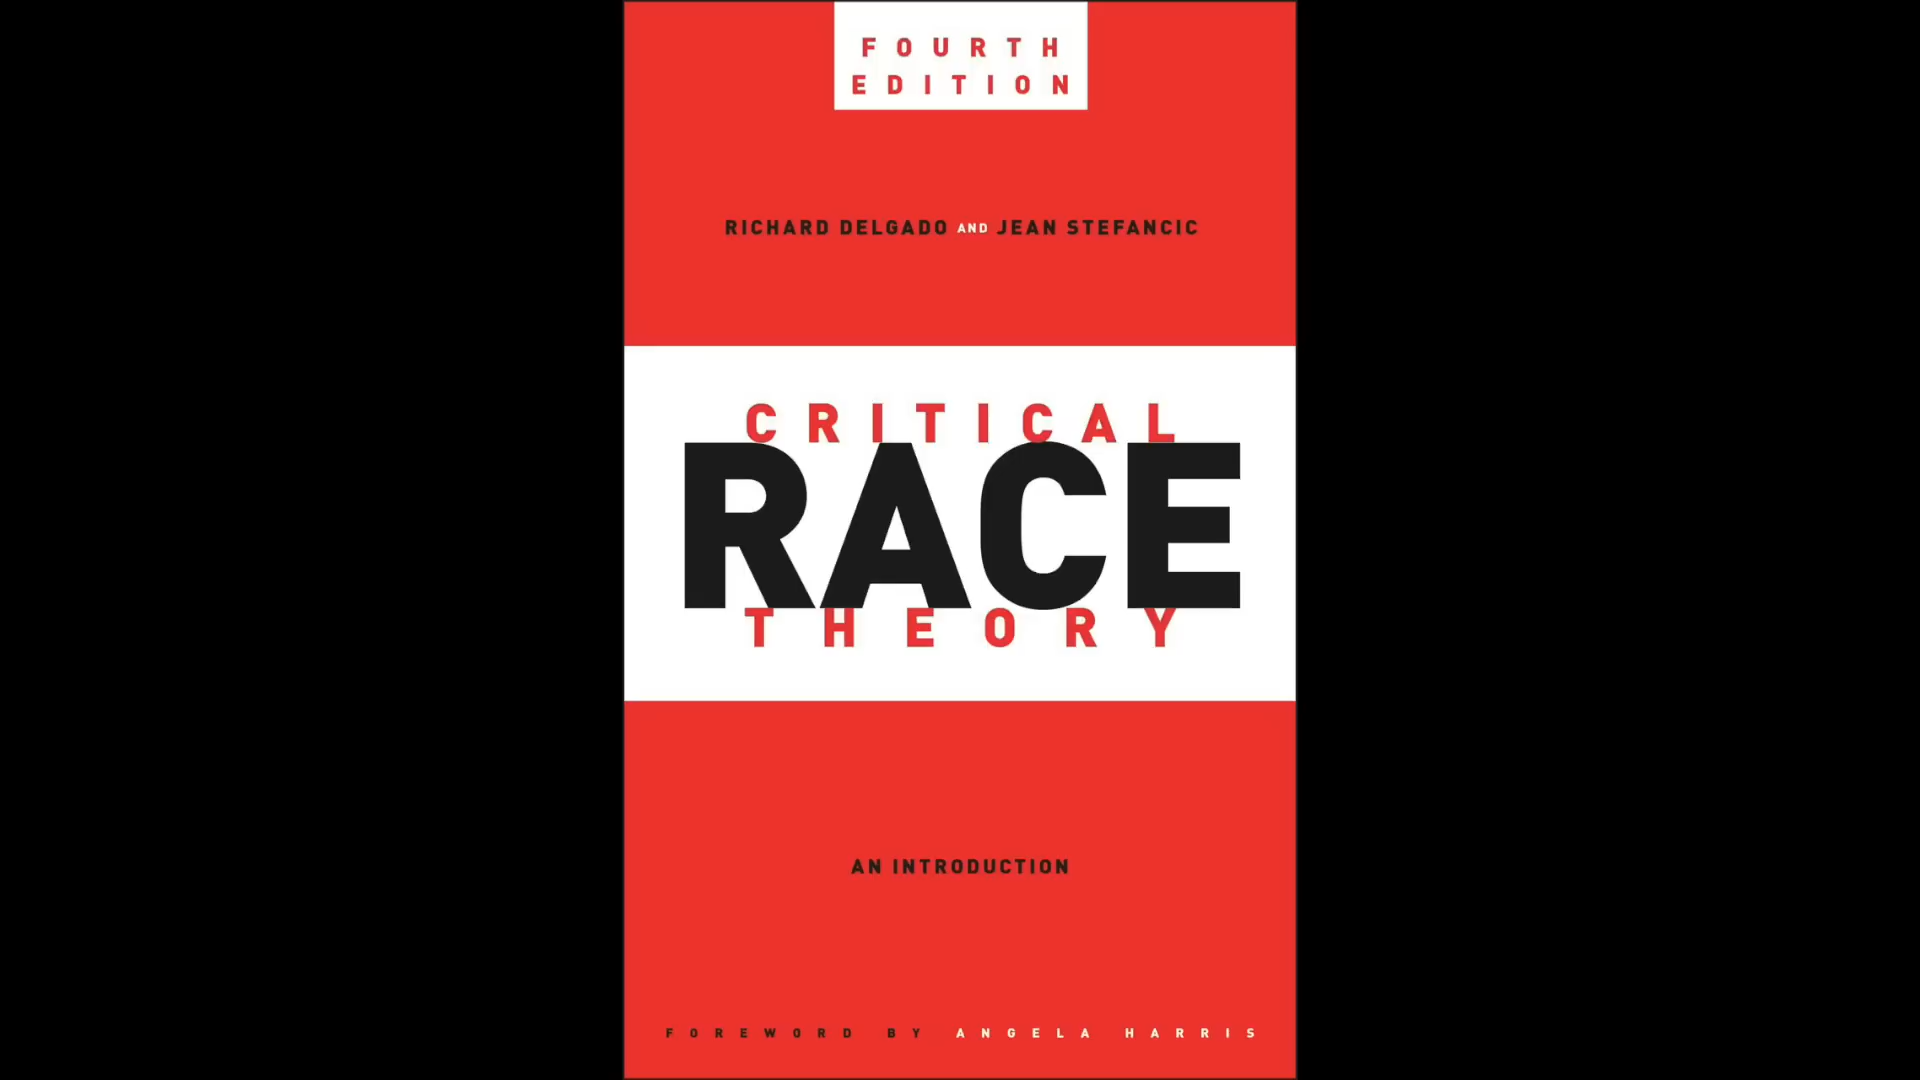 FOURTH
EDITION
RICHARD DELGADO AND JEAN STEFANCIC
CRITICAL
RACE
THEORY
AN INTRODUCTION
FOREWORD BY ANGELA HARRIS